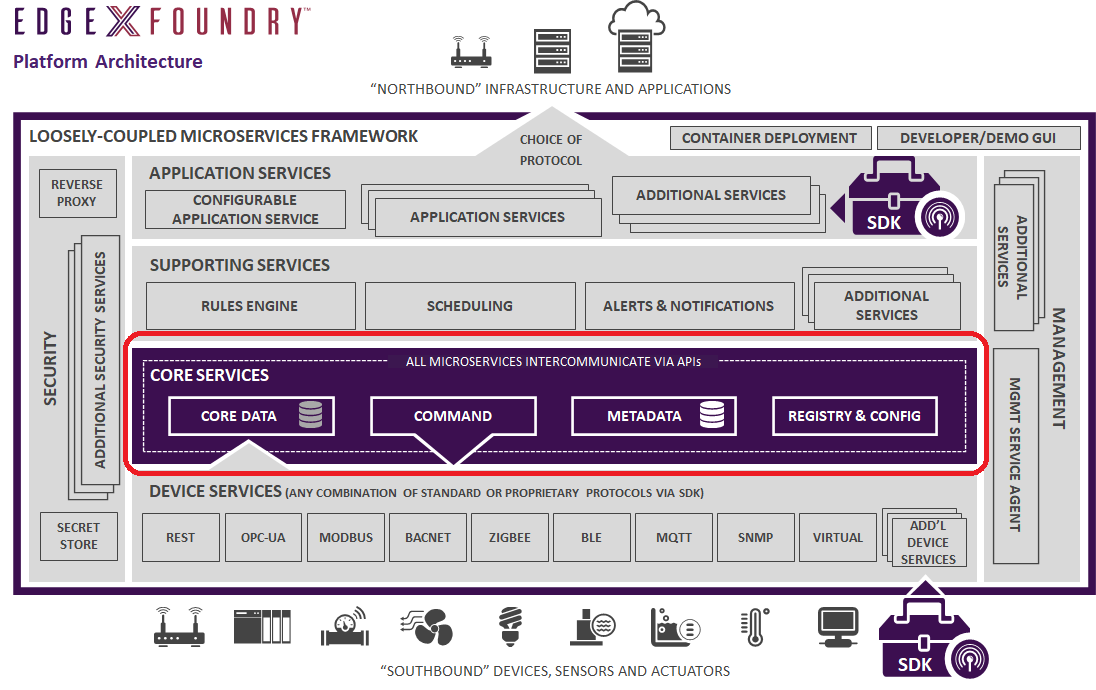 EDGE X FOUNDRY™
Platform Architecture
“NORTHBOUND” INFRASTRUCTURE AND APPLICATIONS
LOOSELY-COUPLED MICROSERVICES FRAMEWORK
CHOICE OF
PROTOCOL
CONTAINER DEPLOYMENT
DEVELOPER/DEMO GUI
REVERSE
PROXY
SECURITY
ADDITIONAL SECURITY SERVICES
SECRET
STORE
APPLICATION SERVICES
CONFIGURABLE
APPLICATION SERVICE
APPLICATION SERVICES
ADDITIONAL SERVICES
SDK
SUPPORTING SERVICES
RULES ENGINE
SCHEDULING
ALERTS & NOTIFICATIONS
ADDITIONAL
SERVICES
ALL MICROSERVICES INTERCOMMUNICATE VIA APIs
CORE SERVICES
CORE DATA
COMMAND
METADATA
REGISTRY & CONFIG
DEVICE SERVICES (ANY COMBINATION OF STANDARD OR PROPRIETARY PROTOCOLS VIA SDK)
REST
OPC-UA
MODBUS
BACNET
ZIGBEE
BLE
MQTT
SNMP
VIRTUAL
ADD’L
DEVICE
SERVICES
ADDITIONAL
SERVICES
MANAGEMENT
MGMT SERVICE AGENT
“SOUTHBOUND” DEVICES, SENSORS AND ACTUATORS
SDK